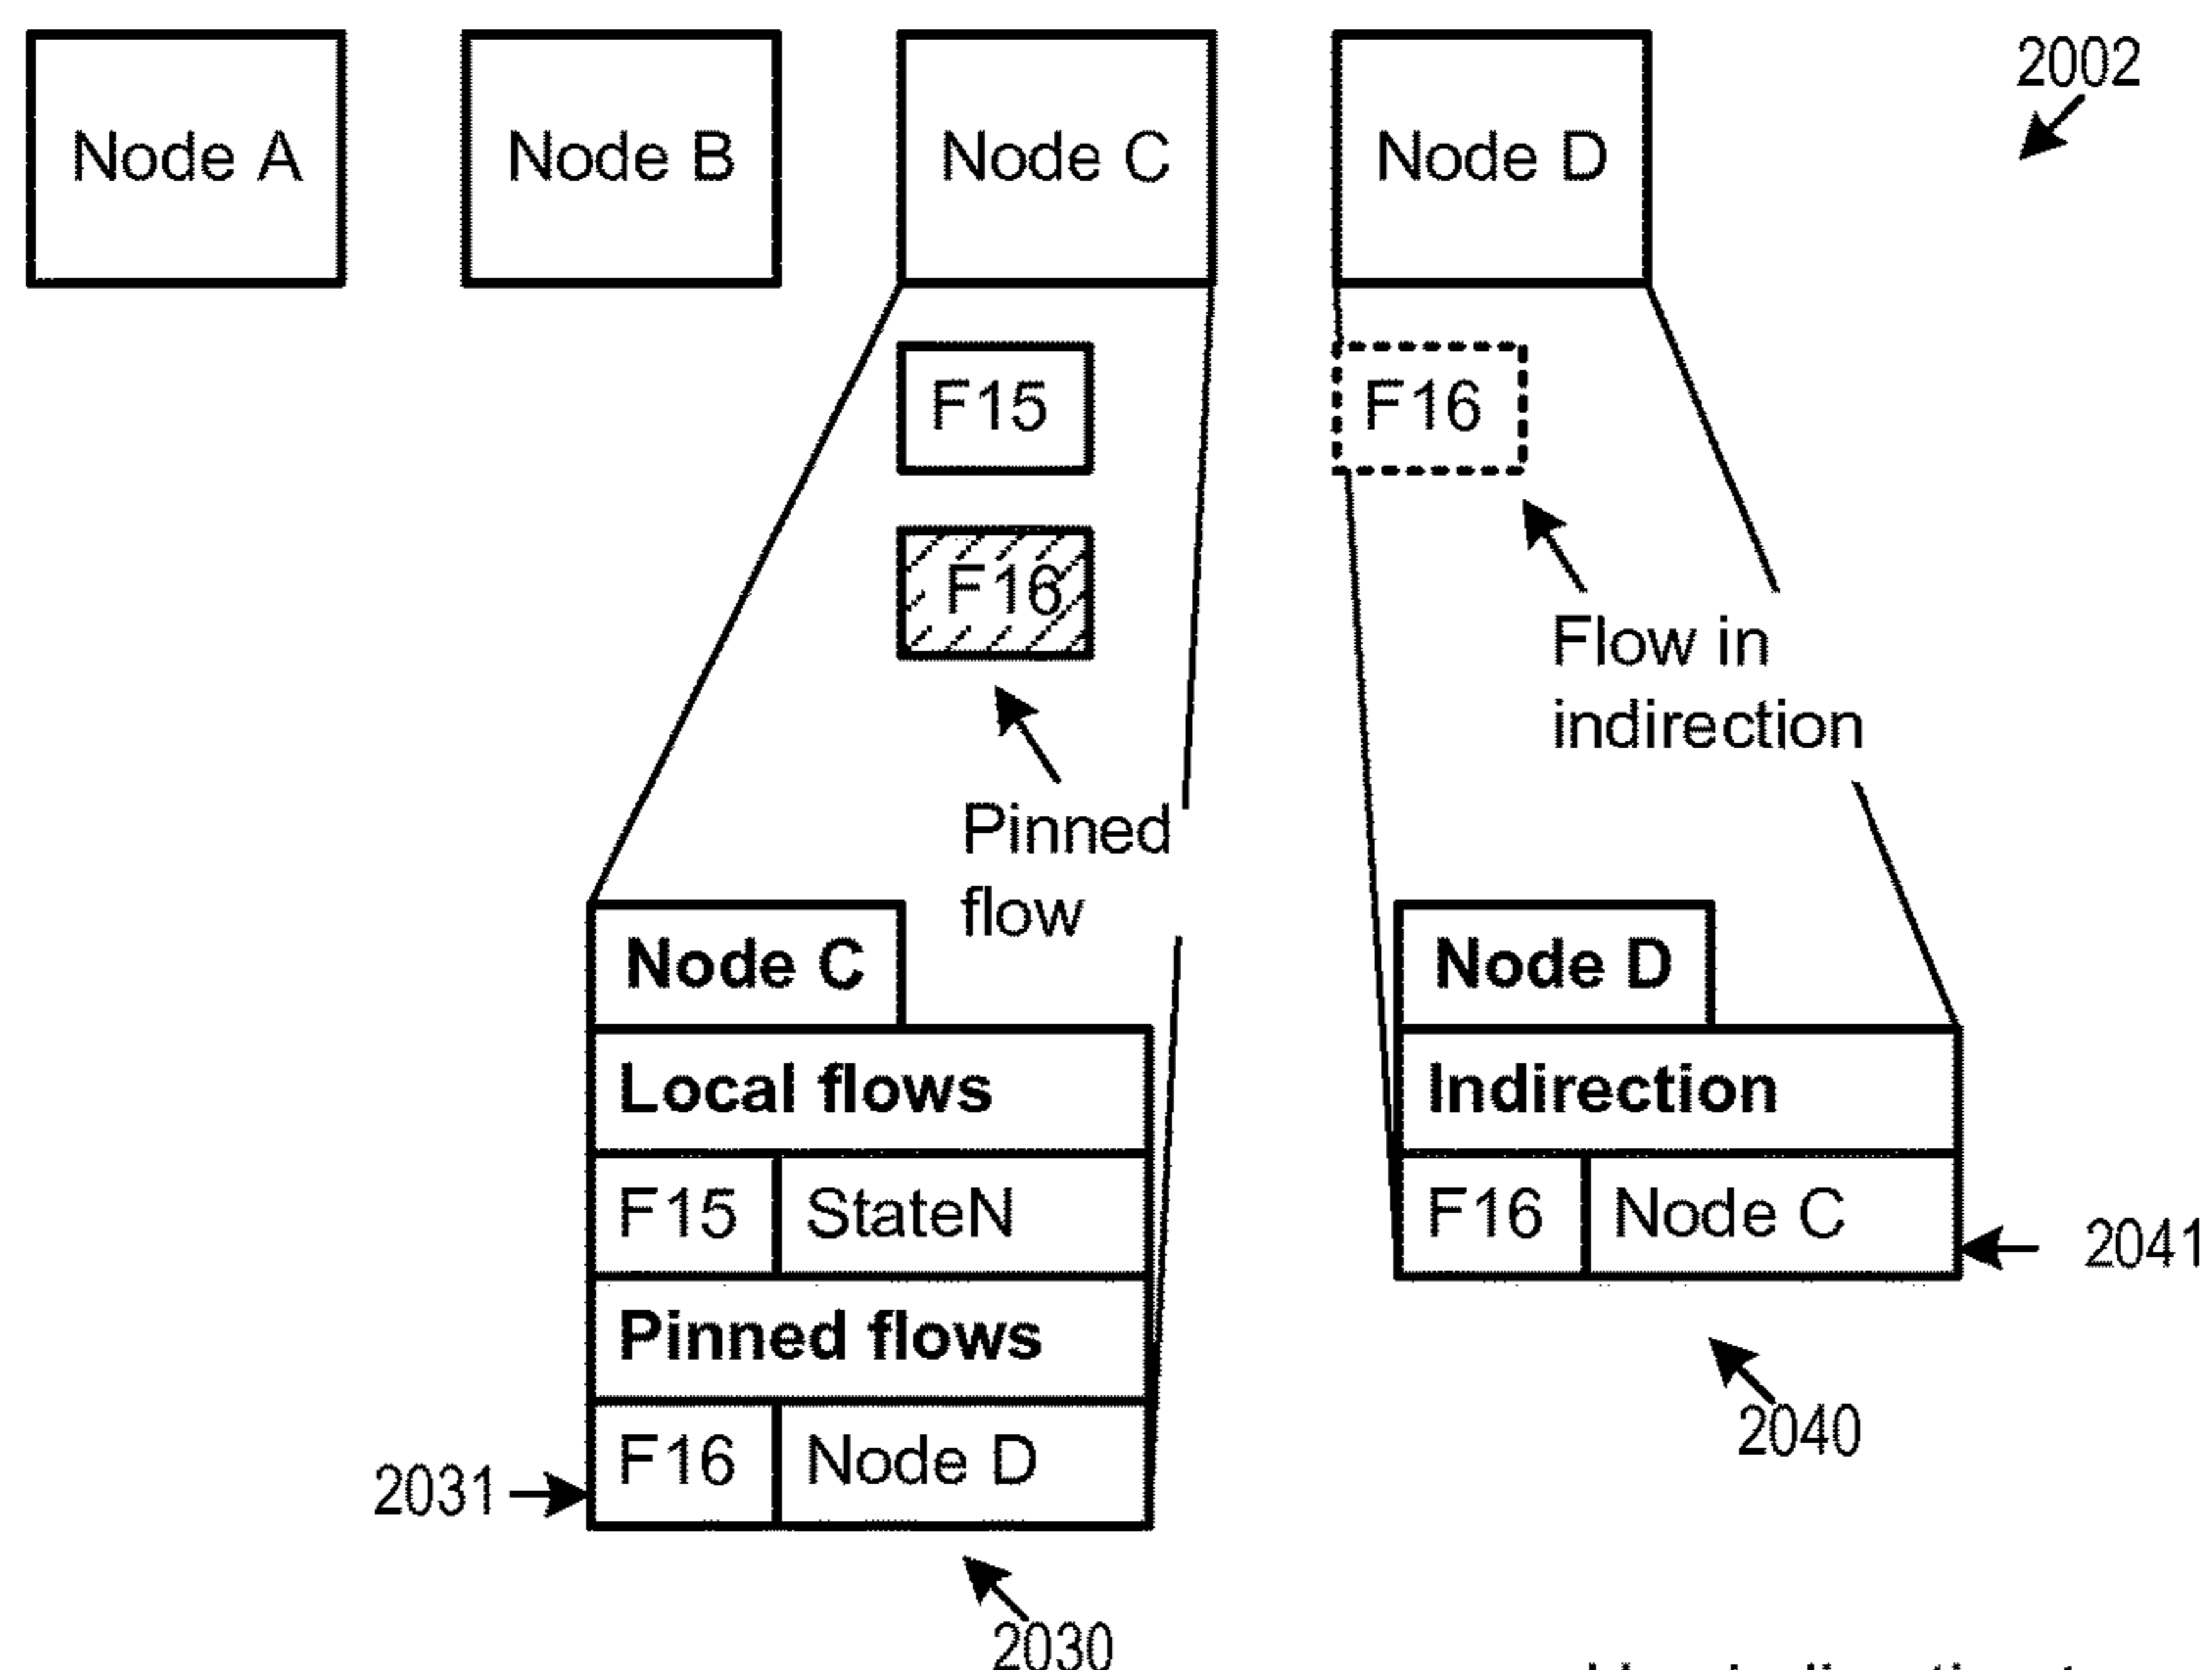 Node A
Node B
Node C
Node D
2002
F15
F16
F16
Flow in
indirection
Pinned
flow
Node C
Local flows
F15 StateN
Pinned flows
F16 Node D
2031
2030
Node D
Indirection
F16 Node C
2041
2040